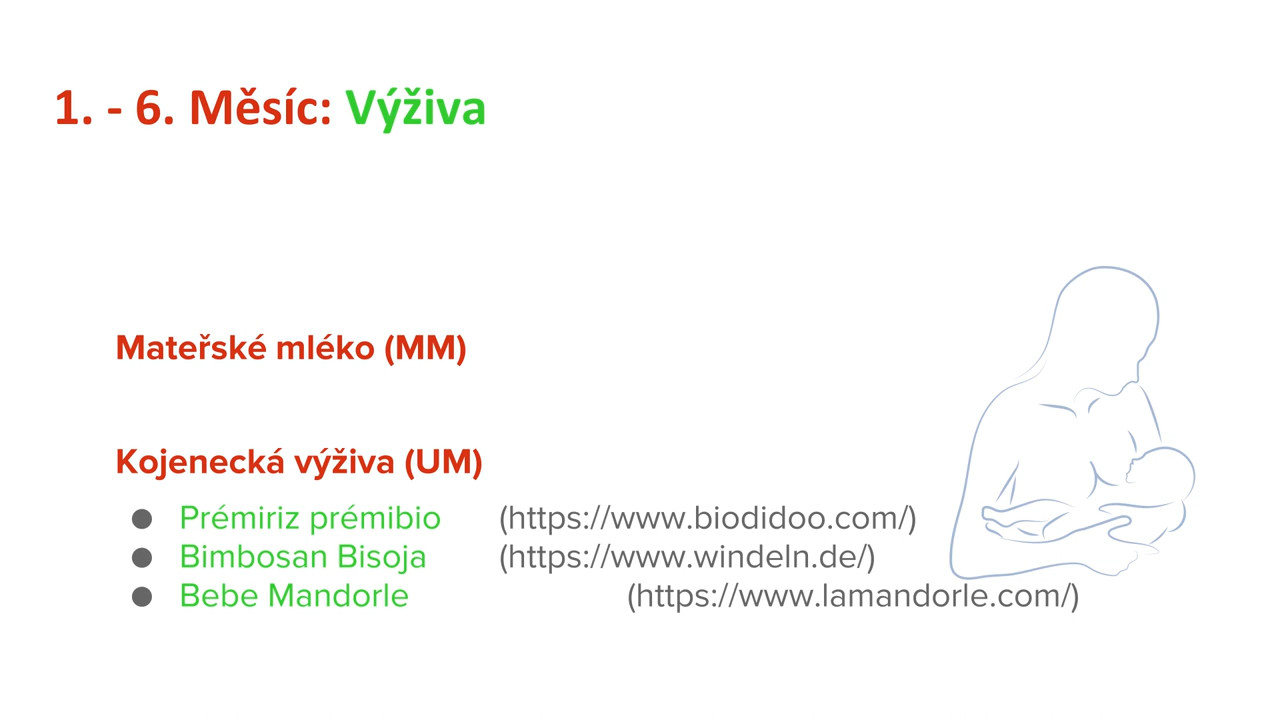 1. - 6. Měsíc: Výživa
Mateřské mléko (MM)
Kojenecká výživa (UM)
● Prémiriz prémibio (https://www.biodidoo.com/)
● Bimbosan Bisoja (https://www.windeln.de/)
● Bebe Mandorle (https://www.lamandorle.com/)